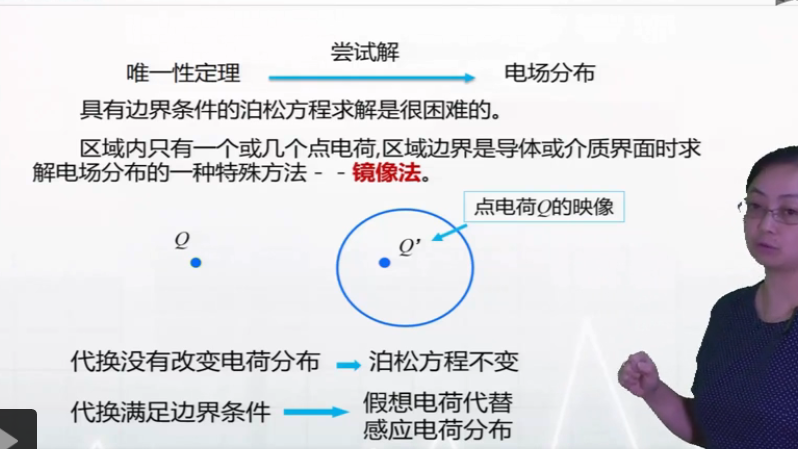 尝试解
唯一性定理
电场分布
具有边界条件的泊松方程求解是很困难的。
区域内只有一个或几个点电荷,区域边界是导体或介质界面时求
解电场分布的一种特殊方法－－镜像法。
点电荷Q的映像
Q
Q’
代换没有改变电荷分布
泊松方程不变
代换满足边界条件
假想电荷代替
感应电荷分布